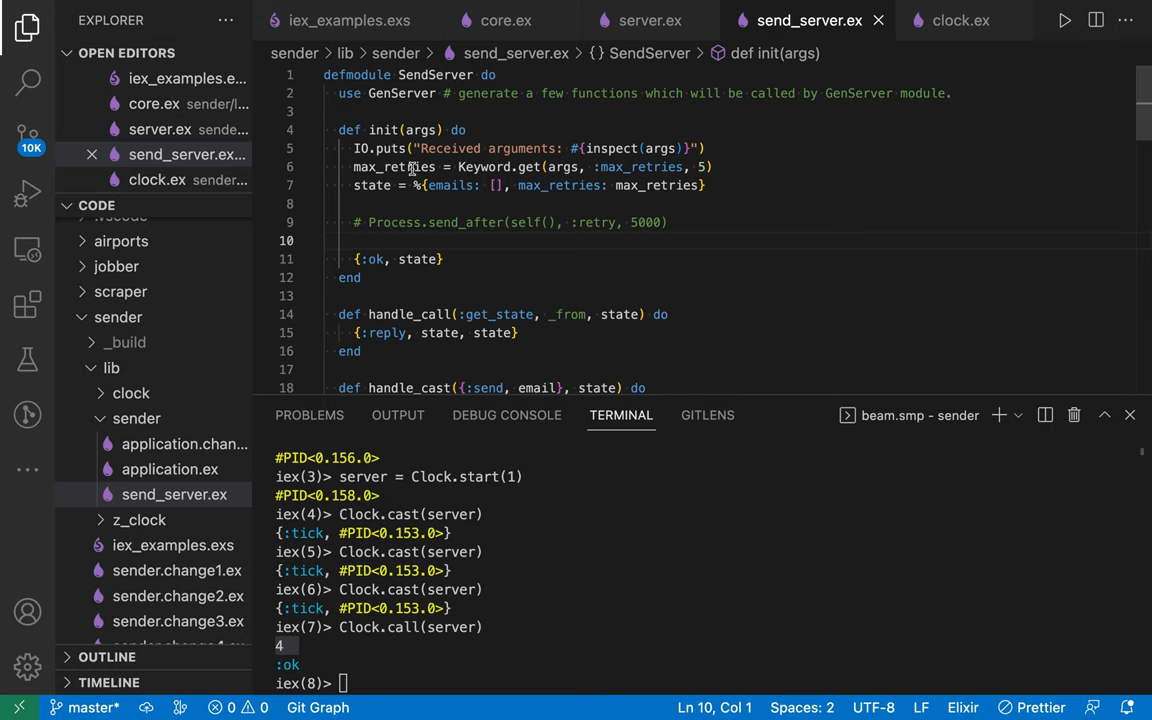 EXPLORER
iex_examples.exs
core.ex
server.ex
send_server.ex
clock.ex
OPEN EDITORS
iex_examples.e...
core.ex sender/l...
server.ex sende...
send_server.ex...
clock.ex sender...
CODE
.vscode
airports
jobber
scraper
sender
_build
lib
clock
sender
application.chan...
application.ex
send_server.ex
z_clock
iex_examples.exs
sender.change1.ex
sender.change2.ex
sender.change3.ex
sender.change4.ex
OUTLINE
TIMELINE
10K
sender > lib > sender > send_server.ex > {} SendServer > def init(args)
1 defmodule SendServer do
2 use GenServer # generate a few functions which will be called by GenServer module.
3
4 def init(args) do
5 IO.puts("Received arguments: #{inspect(args)}")
6 max_retries = Keyword.get(args, :max_retries, 5)
7 state = %{emails: [], max_retries: max_retries}
8
9 # Process.send_after(self(), :retry, 5000)
10
11 {:ok, state}
12 end
13
14 def handle_call(:get_state, _from, state) do
15 {:reply, state, state}
16 end
17
18 def handle_cast({:send, email}, state) do
PROBLEMS OUTPUT DEBUG CONSOLE TERMINAL GITLENS
beam.smp - sender
#PID<0.156.0>
iex(3)> server = Clock.start(1)
#PID<0.158.0>
iex(4)> Clock.cast(server)
{:tick, #PID<0.153.0>}
iex(5)> Clock.cast(server)
{:tick, #PID<0.153.0>}
iex(6)> Clock.cast(server)
{:tick, #PID<0.153.0>}
iex(7)> Clock.call(server)
4
:ok
iex(8)>
master* 0 0 Git Graph Ln 10, Col 1 Spaces: 2 UTF-8 LF Elixir Prettier